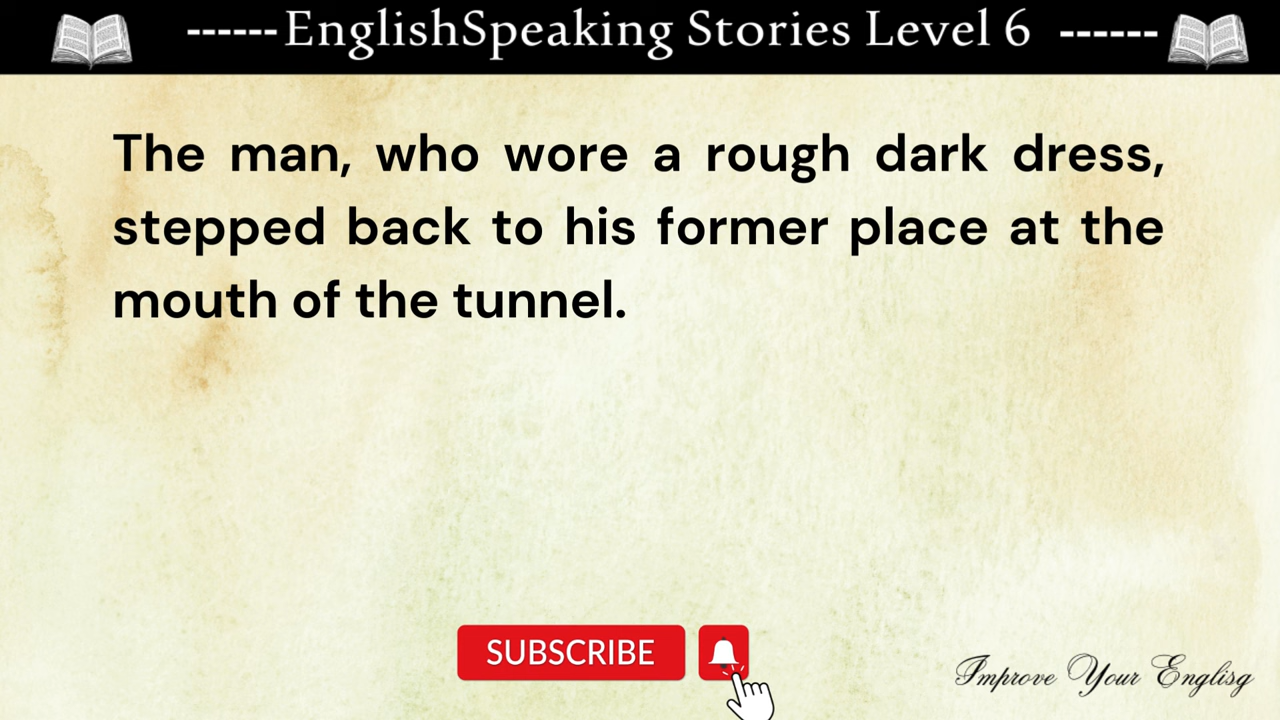 ------EnglishSpeaking Stories Level 6 ------
The man, who wore a rough dark dress,
stepped back to his former place at the
mouth of the tunnel.
SUBSCRIBE
Improve Your Englisg